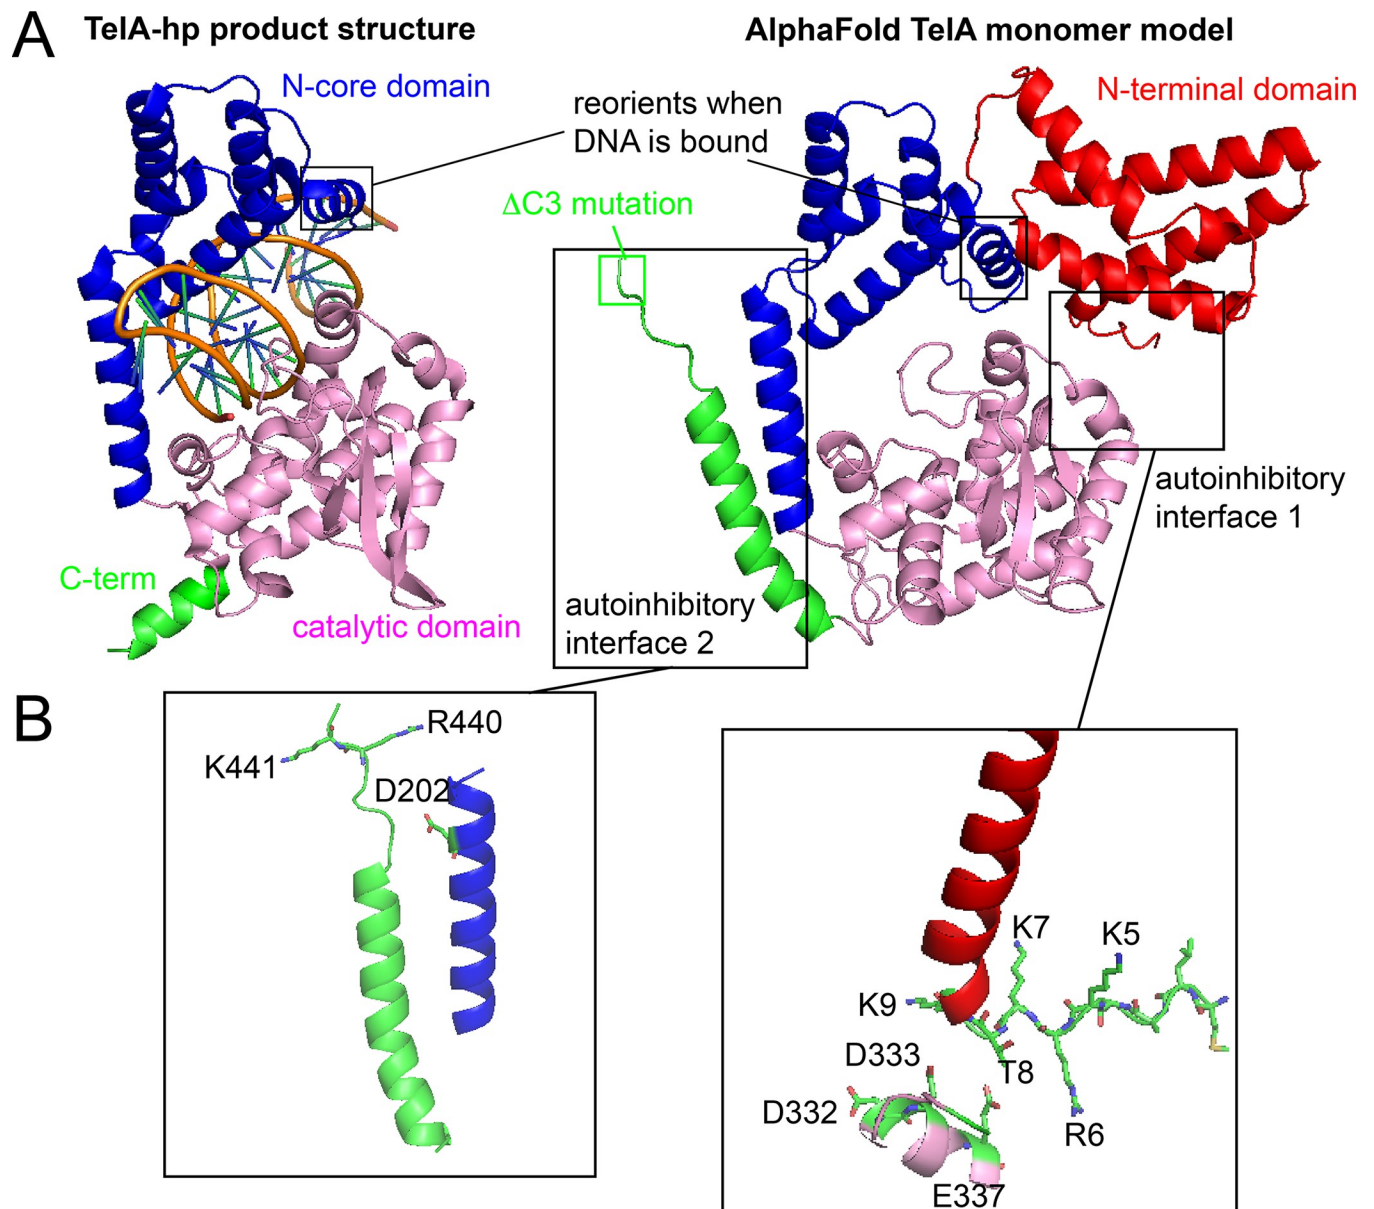 A
TelA-hp product structure
AlphaFold TelA monomer model
N-core domain
N-terminal domain
reorients when
DNA is bound
ΔC3 mutation
autoinhibitory
interface 1
C-term
catalytic domain
autoinhibitory
interface 2
B
K441
R440
D202
K7
K5
K9
D333
T8
D332
R6
E337